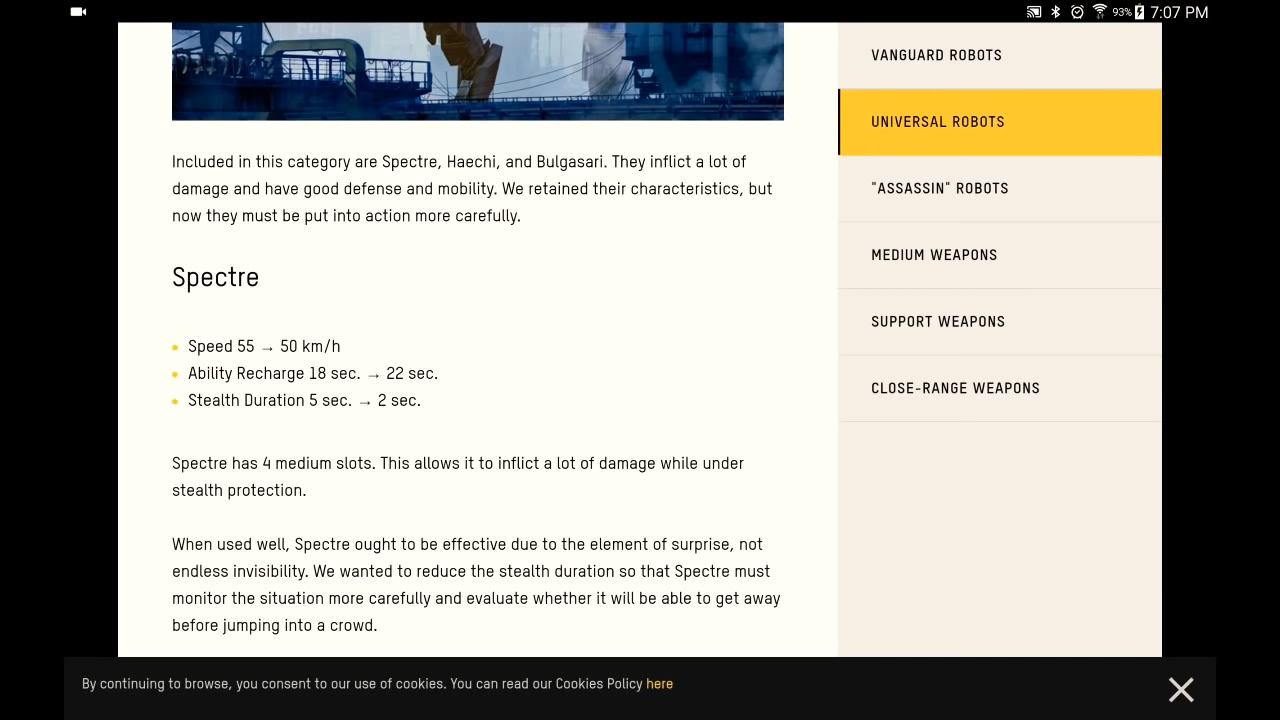 93% 7:07 PM
VANGUARD ROBOTS
UNIVERSAL ROBOTS
"ASSASSIN" ROBOTS
MEDIUM WEAPONS
SUPPORT WEAPONS
CLOSE-RANGE WEAPONS
Included in this category are Spectre, Haechi, and Bulgasari. They inflict a lot of
damage and have good defense and mobility. We retained their characteristics, but
now they must be put into action more carefully.
Spectre
Speed 55 → 50 km/h
Ability Recharge 18 sec. → 22 sec.
Stealth Duration 5 sec. → 2 sec.
Spectre has 4 medium slots. This allows it to inflict a lot of damage while under
stealth protection.
When used well, Spectre ought to be effective due to the element of surprise, not
endless invisibility. We wanted to reduce the stealth duration so that Spectre must
monitor the situation more carefully and evaluate whether it will be able to get away
before jumping into a crowd.
By continuing to browse, you consent to our use of cookies. You can read our Cookies Policy here